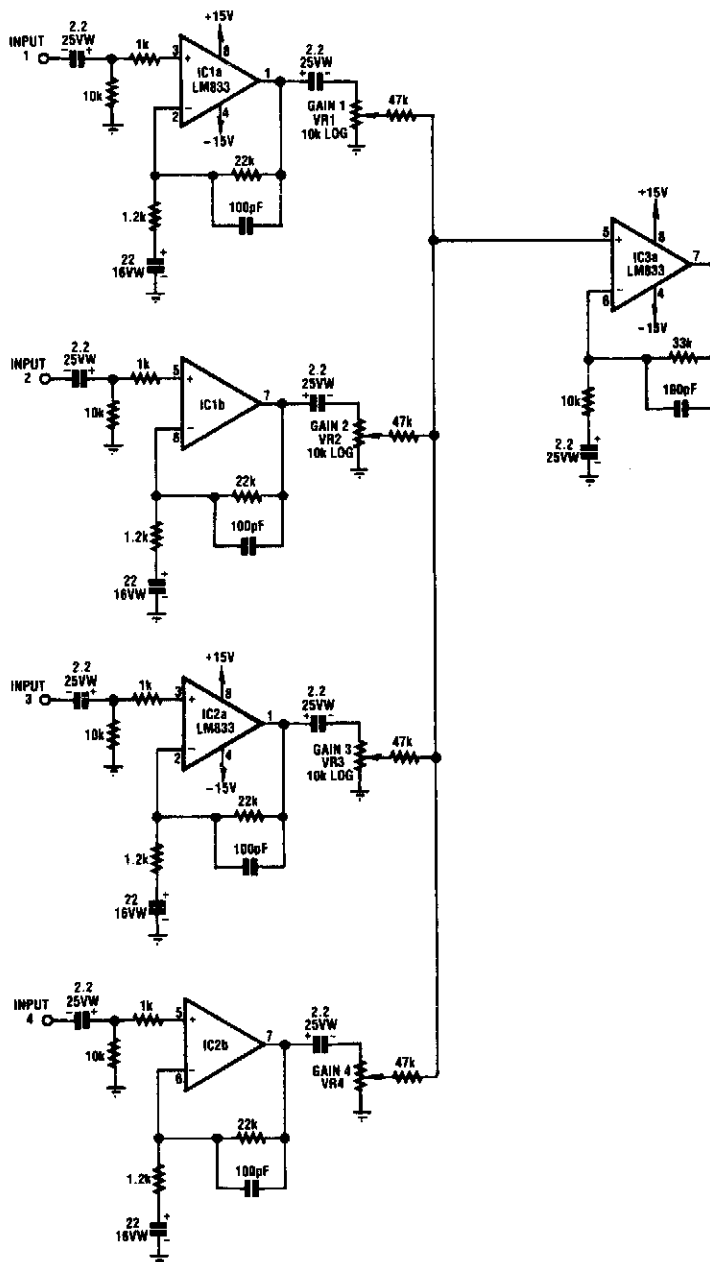 INPUT
1
2.2
25VW
- +
10k
1k
3
+
2
-
IC1a
LM833
+15V
8
4
-15V
1
22k
100pF
1.2k
22
16VW
+
-
2.2
25VW
+ -
GAIN 1
VR1
10k LOG
47k
INPUT
2
2.2
25VW
- +
10k
1k
5
+
6
-
IC1b
7
22k
100pF
1.2k
22
16VW
+
-
2.2
25VW
+ -
GAIN 2
VR2
10k LOG
47k
5
+
6
-
IC3a
LM833
+15V
8
4
-15V
7
33k
10k
2.2
25VW
+
-
INPUT
3
2.2
25VW
- +
10k
1k
3
+
2
-
IC2a
LM833
+15V
8
4
-15V
1
22k
100pF
1.2k
22
16VW
+
-
2.2
25VW
+ -
GAIN 3
VR3
10k LOG
47k
INPUT
4
2.2
25VW
- +
10k
1k
5
+
6
-
IC2b
7
22k
100pF
1.2k
22
16VW
+
-
2.2
25VW
+ -
GAIN 4
VR4
47k